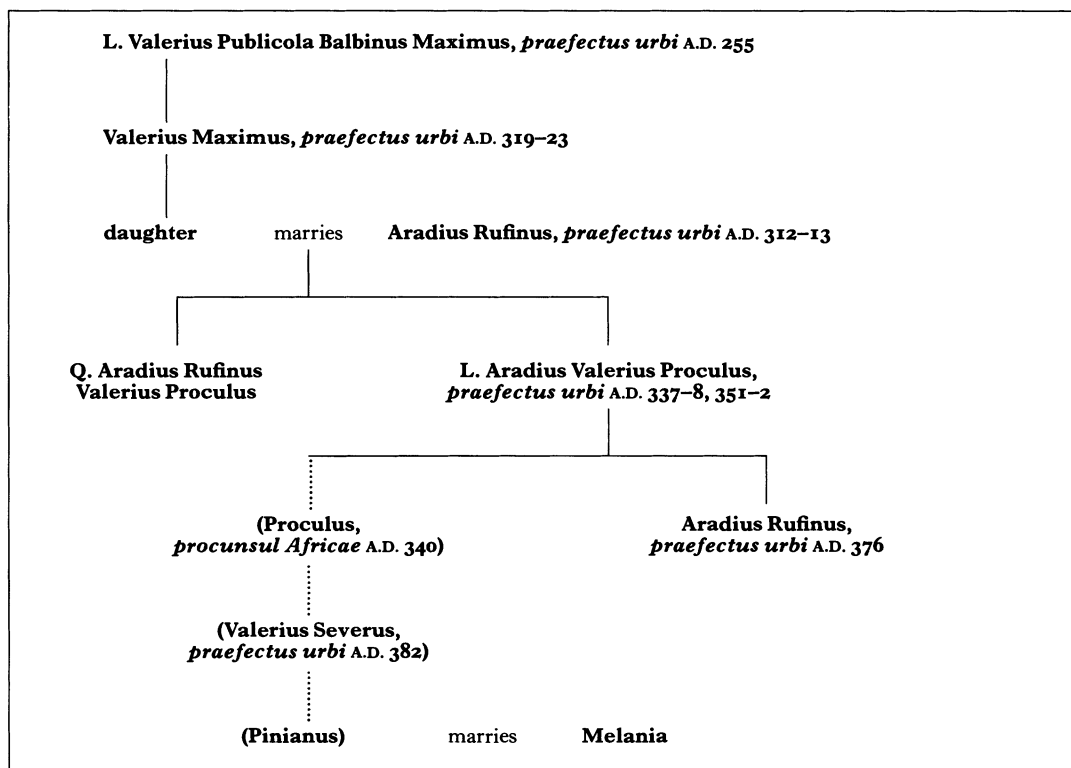 L. Valerius Publicola Balbinus Maximus, praefectus urbi A.D. 255
Valerius Maximus, praefectus urbi A.D. 319–23
daughter marries Aradius Rufinus, praefectus urbi A.D. 312–13
Q. Aradius Rufinus
Valerius Proculus
L. Aradius Valerius Proculus,
praefectus urbi A.D. 337–8, 351–2
(Proculus,
procunsul Africae A.D. 340)
Aradius Rufinus,
praefectus urbi A.D. 376
(Valerius Severus,
praefectus urbi A.D. 382)
(Pinianus) marries Melania